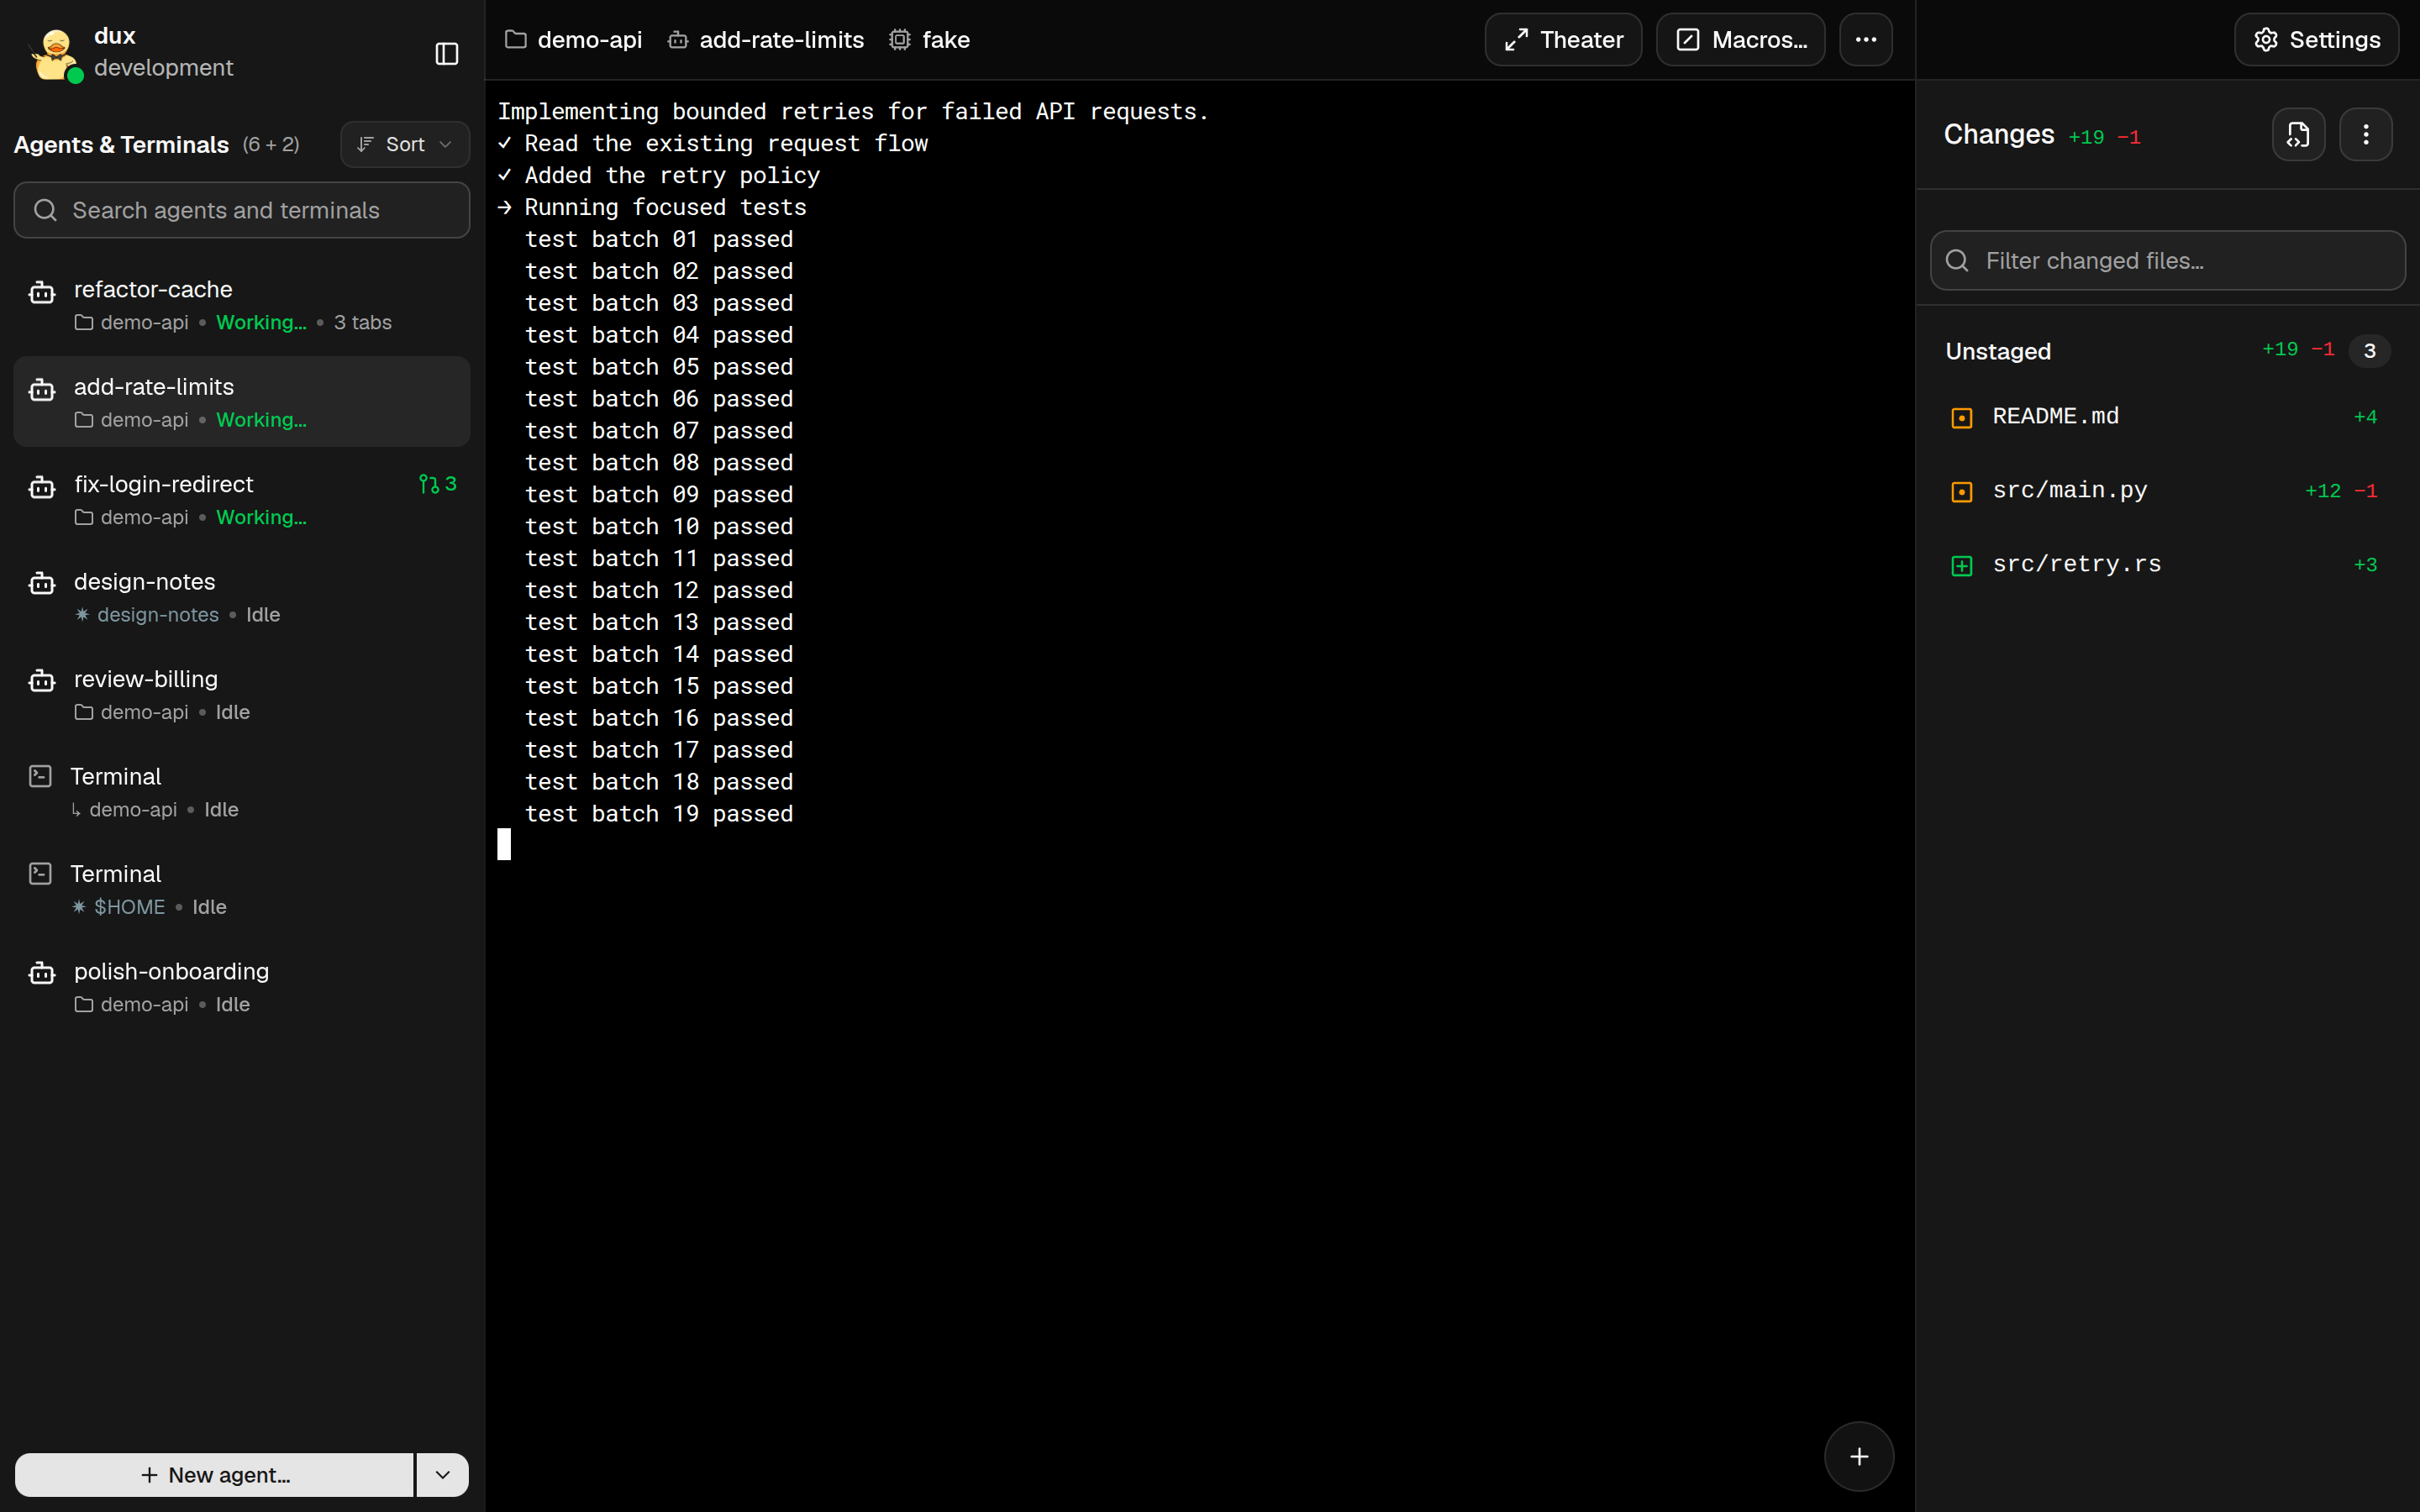 dux
development
Agents & Terminals (6 + 2)
Sort
Search agents and terminals
refactor-cache
demo-api • Working... • 3 tabs
add-rate-limits
demo-api • Working...
fix-login-redirect 3
demo-api • Working...
design-notes
design-notes • Idle
review-billing
demo-api • Idle
Terminal
↳ demo-api • Idle
Terminal
$HOME • Idle
polish-onboarding
demo-api • Idle
+ New agent...
demo-api add-rate-limits fake
Theater
Macros...
Implementing bounded retries for failed API requests.
✓ Read the existing request flow
✓ Added the retry policy
→ Running focused tests
test batch 01 passed
test batch 02 passed
test batch 03 passed
test batch 04 passed
test batch 05 passed
test batch 06 passed
test batch 07 passed
test batch 08 passed
test batch 09 passed
test batch 10 passed
test batch 11 passed
test batch 12 passed
test batch 13 passed
test batch 14 passed
test batch 15 passed
test batch 16 passed
test batch 17 passed
test batch 18 passed
test batch 19 passed
Settings
Changes +19 −1
Filter changed files...
Unstaged +19 −1 3
README.md +4
src/main.py +12 −1
src/retry.rs +3